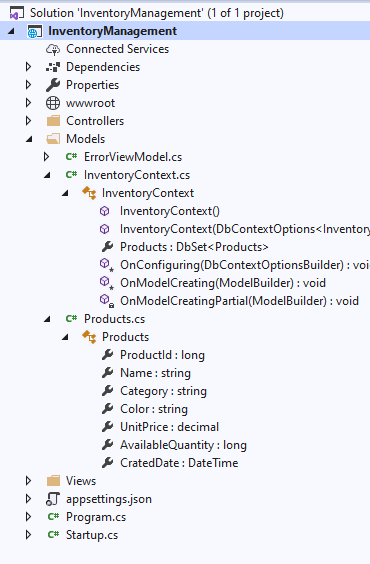 Solution 'InventoryManagement' (1 of 1 project)
InventoryManagement
Connected Services
Dependencies
Properties
wwwroot
Controllers
Models
C# ErrorViewModel.cs
C# InventoryContext.cs
InventoryContext
InventoryContext()
InventoryContext(DbContextOptions<Inventory
Products : DbSet<Products>
OnConfiguring(DbContextOptionsBuilder) : voi
OnModelCreating(ModelBuilder) : void
OnModelCreatingPartial(ModelBuilder) : void
C# Products.cs
Products
ProductId : long
Name : string
Category : string
Color : string
UnitPrice : decimal
AvailableQuantity : long
CratedDate : DateTime
Views
appsettings.json
C# Program.cs
C# Startup.cs